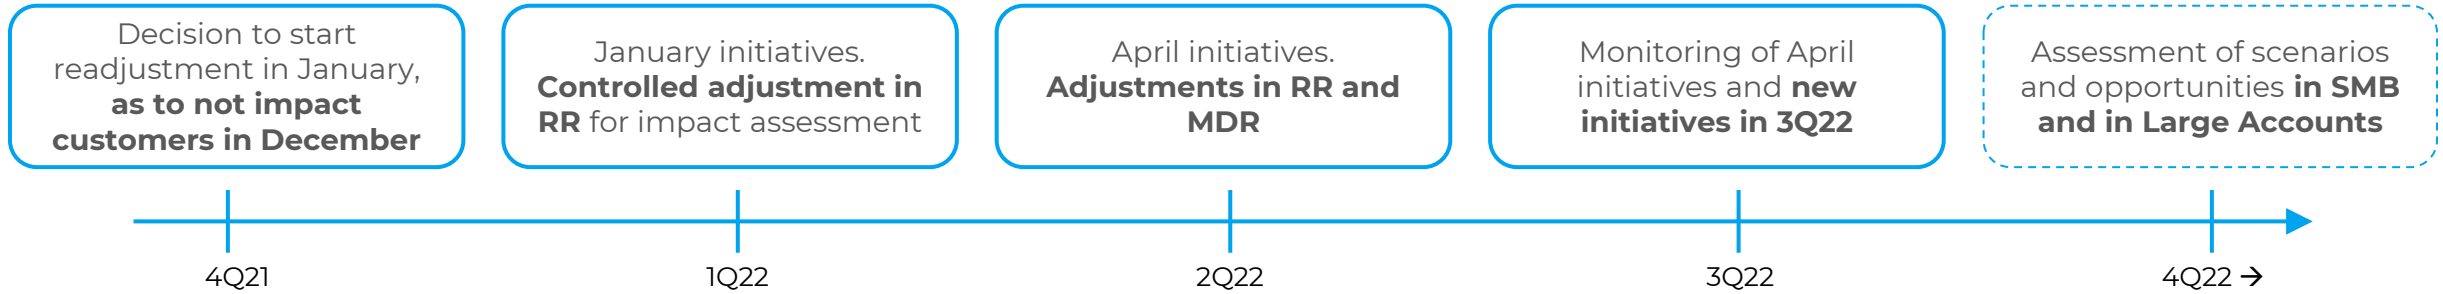 Decision to start
readjustment in January,
as to not impact
customers in December
January initiatives.
Controlled adjustment in
RR for impact assessment
April initiatives.
Adjustments in RR and
MDR
Monitoring of April
initiatives and new
initiatives in 3Q22
Assessment of scenarios
and opportunities in SMB
and in Large Accounts
4Q21
1Q22
2Q22
3Q22
4Q22 →